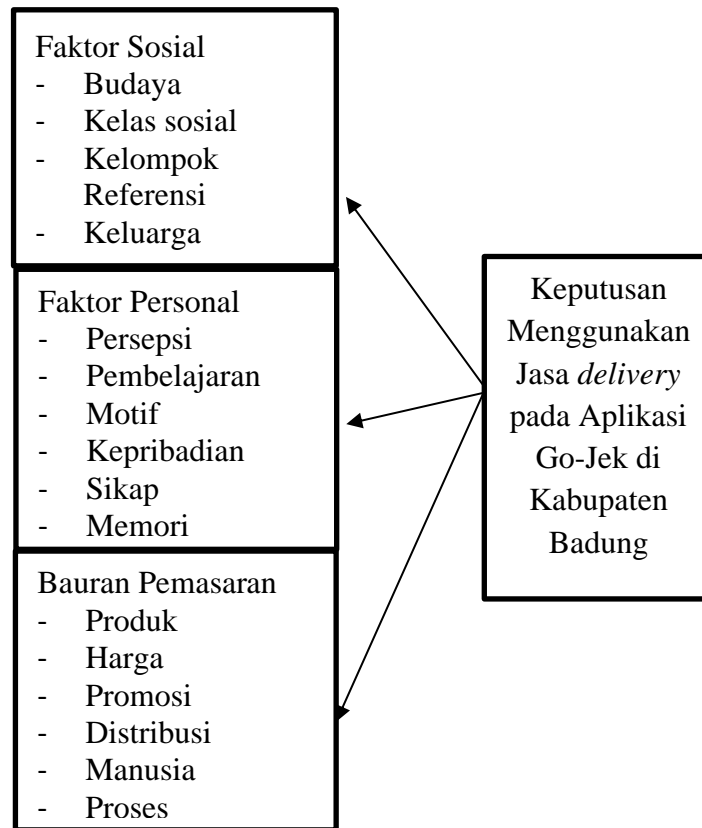 Faktor Sosial
- Budaya
- Kelas sosial
- Kelompok
Referensi
- Keluarga
Faktor Personal
- Persepsi
- Pembelajaran
- Motif
- Kepribadian
- Sikap
- Memori
Bauran Pemasaran
- Produk
- Harga
- Promosi
- Distribusi
- Manusia
- Proses
Keputusan
Menggunakan
Jasa delivery
pada Aplikasi
Go-Jek di
Kabupaten
Badung